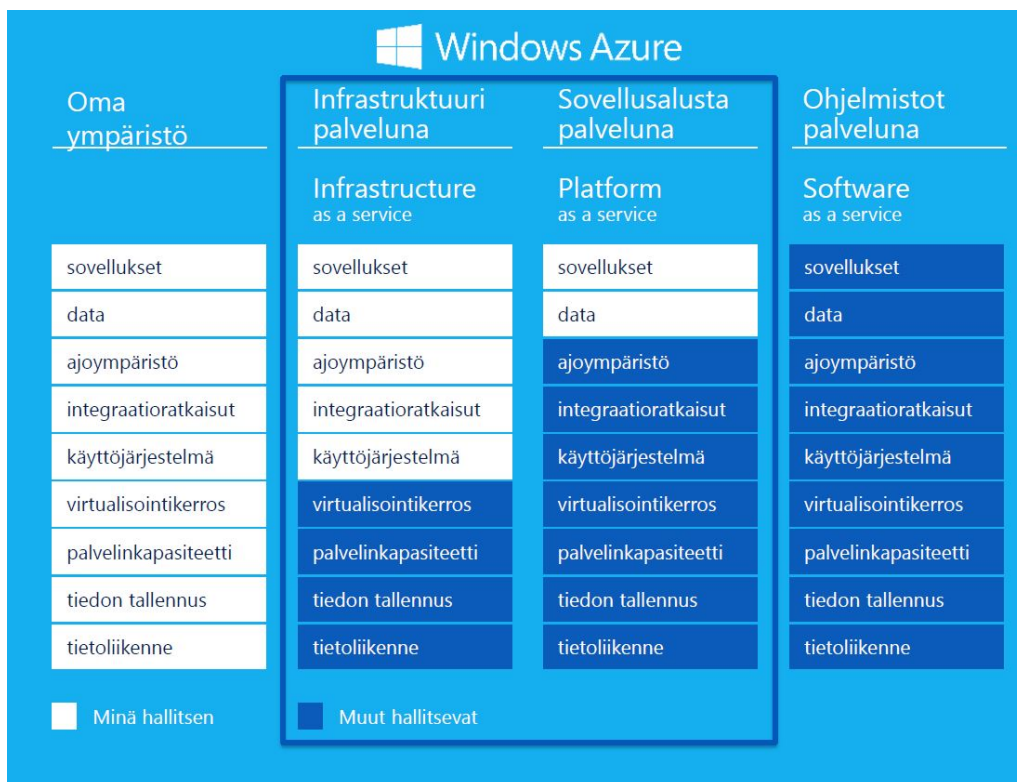 Windows Azure
Oma
ympäristö
Infrastruktuuri
palveluna
Sovellusalusta
palveluna
Ohjelmistot
palveluna
Infrastructure
as a service
Platform
as a service
Software
as a service
sovellukset
sovellukset
sovellukset
sovellukset
data
data
data
data
ajoympäristö
ajoympäristö
ajoympäristö
ajoympäristö
integraatioratkaisut
integraatioratkaisut
integraatioratkaisut
integraatioratkaisut
käyttöjärjestelmä
käyttöjärjestelmä
käyttöjärjestelmä
käyttöjärjestelmä
virtualisointikerros
virtualisointikerros
virtualisointikerros
virtualisointikerros
palvelinkapasiteetti
palvelinkapasiteetti
palvelinkapasiteetti
palvelinkapasiteetti
tiedon tallennus
tiedon tallennus
tiedon tallennus
tiedon tallennus
tietoliikenne
tietoliikenne
tietoliikenne
tietoliikenne
Minä hallitsen
Muut hallitsevat